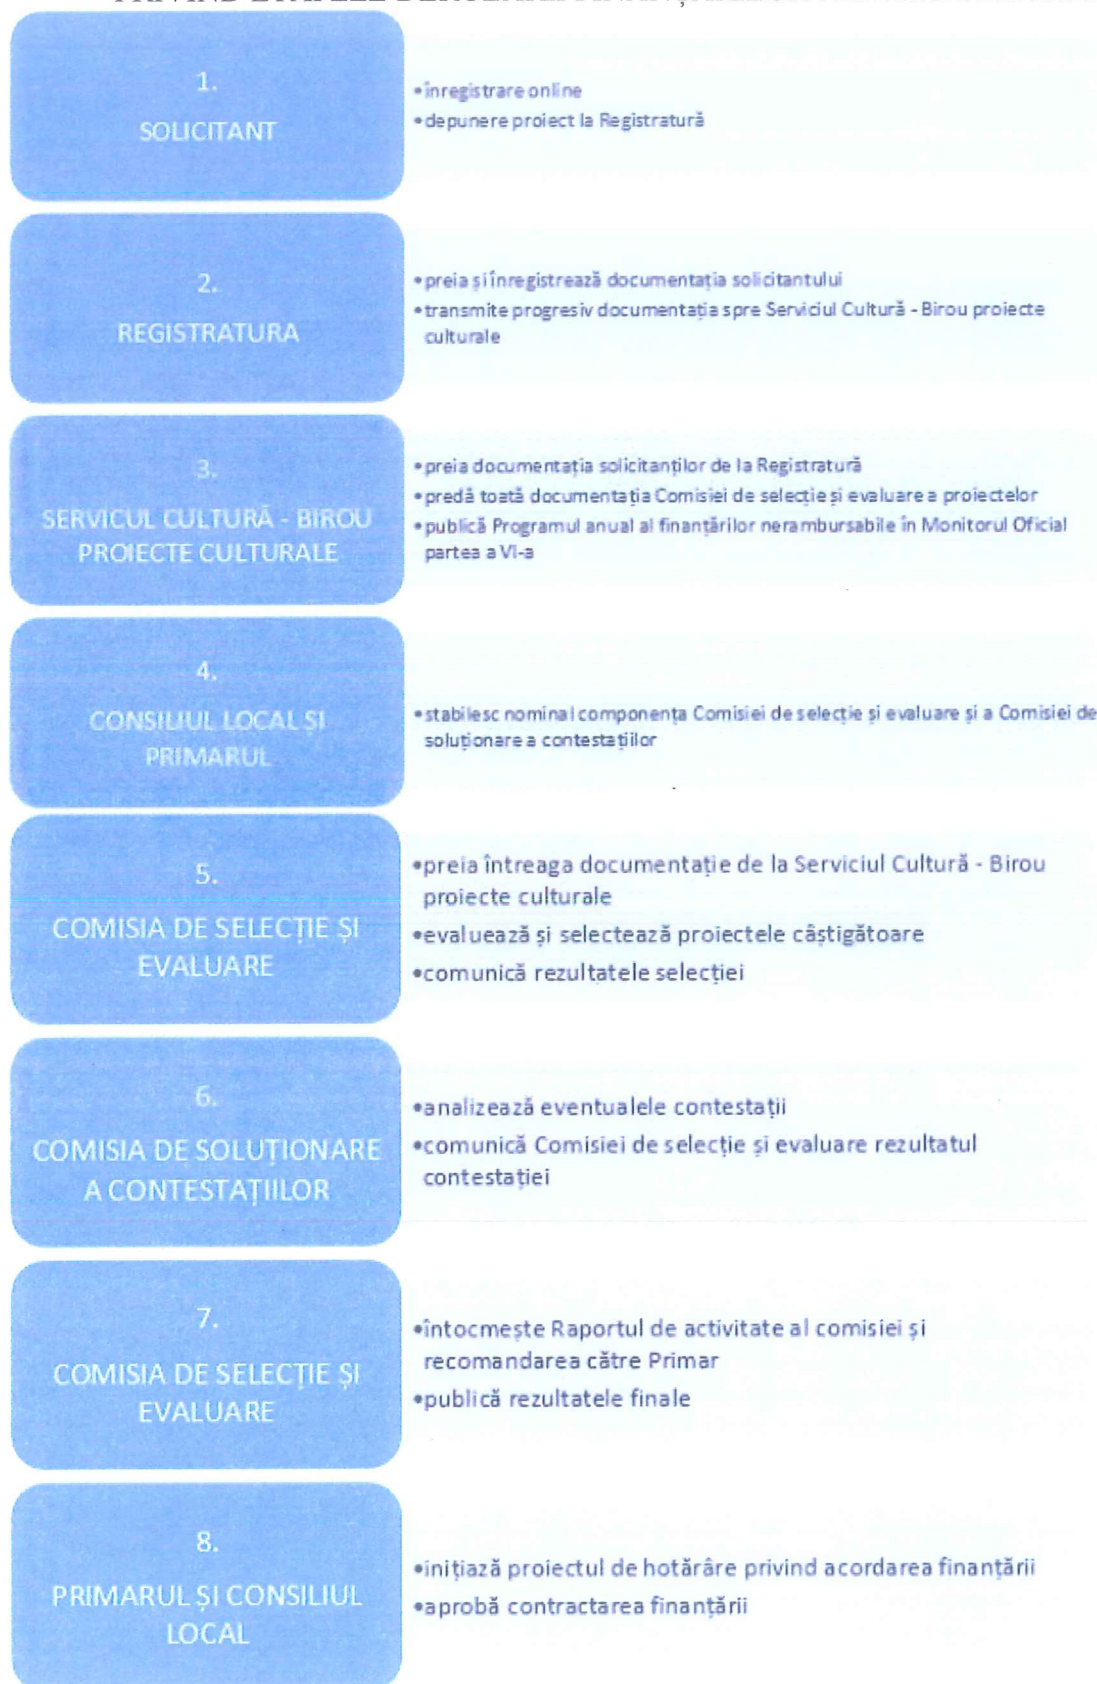 1.
SOLICITANT
•înregistrare online
•depunere proiect la Registratură
2.
REGISTRATURA
•preia și înregistrează documentația solicitantului
•transmite progresiv documentația spre Serviciul Cultură - Birou proiecte
culturale
3.
SERVICUL CULTURĂ - BIROU
PROIECTE CULTURALE
•preia documentația solicitanților de la Registratură
•predă toată documentația Comisiei de selecție și evaluare a proiectelor
•publică Programul anual al finanțărilor nerambursabile în Monitorul Oficial
partea a VI-a
4.
CONSILIUL LOCAL ȘI
PRIMARUL
•stabilesc nominal componența Comisiei de selecție și evaluare și a Comisiei de
soluționare a contestațiilor
5.
COMISIA DE SELECȚIE ȘI
EVALUARE
•preia întreaga documentație de la Serviciul Cultură - Birou
proiecte culturale
•evaluează și selectează proiectele câștigătoare
•comunică rezultatele selecției
6.
COMISIA DE SOLUȚIONARE
A CONTESTAȚIILOR
•analizează eventualele contestații
•comunică Comisiei de selecție și evaluare rezultatul
contestației
7.
COMISIA DE SELECȚIE ȘI
EVALUARE
•întocmește Raportul de activitate al comisiei și
recomandarea către Primar
•publică rezultatele finale
8.
PRIMARUL ȘI CONSILIUL
LOCAL
•inițiază proiectul de hotărâre privind acordarea finanțării
•aprobă contractarea finanțării